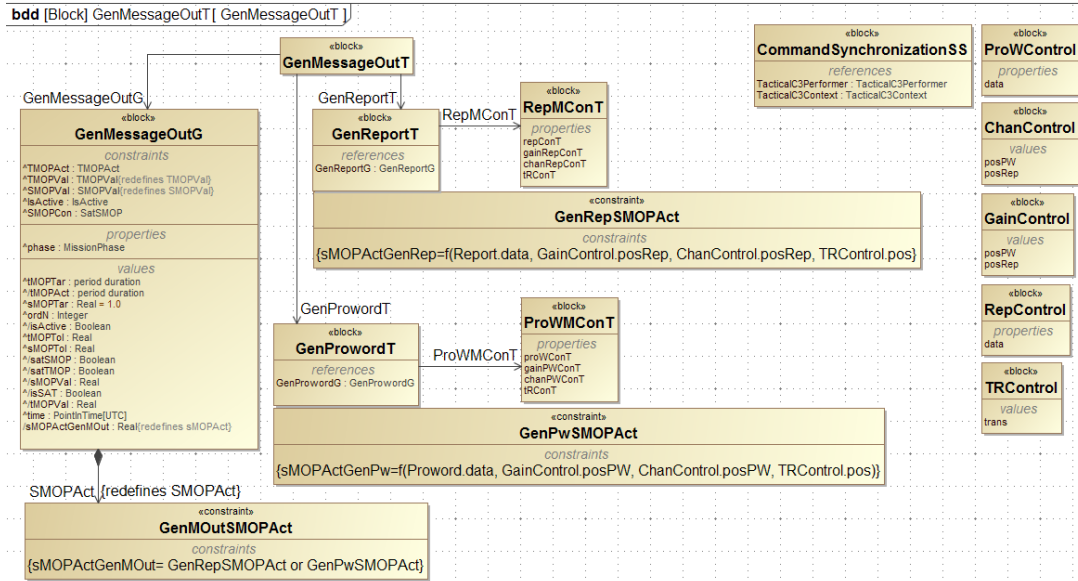 bdd [Block] GenMessageOutT[ GenMessageOutT ]
«block»
GenMessageOutT
GenMessageOutG
«block»
GenMessageOutG
constraints
^TMOPAct : TMOPAct
^TMOPVal : TMOPVal{redefines TMOPVal}
^SMOPVal : SMOPVal{redefines SMOPVal}
^IsActive : IsActive
^SMOPCon : SatSMOP
properties
^phase : MissionPhase
values
^tMOPTar : period duration
^/tMOPAct : period duration
^sMOPTar : Real = 1.0
^ordN : Integer
^/isActive : Boolean
^tMOPTol : Real
^sMOPTol : Real
^/satSMOP : Boolean
^/satTMOP : Boolean
^/sMOPVal : Real
^/isSAT : Boolean
^/tMOPVal : Real
^time : PointInTime[UTC]
/sMOPActGenMOut : Real{redefines sMOPAct}
SMOPAct
{redefines SMOPAct}
«constraint»
GenMOutSMOPAct
constraints
{sMOPActGenMOut= GenRepSMOPAct or GenPwSMOPAct}
GenReportT
«block»
GenReportT
references
GenReportG : GenReportG
RepMConT
«block»
RepMConT
properties
repConT
gainRepConT
chanRepConT
tRConT
«constraint»
GenRepSMOPAct
constraints
{sMOPActGenRep=f(Report.data, GainControl.posRep, ChanControl.posRep, TRControl.pos}
GenProwordT
«block»
GenProwordT
references
GenProwordG : GenProwordG
ProWMConT
«block»
ProWMConT
properties
proWConT
gainPWConT
chanPWConT
tRConT
«constraint»
GenPwSMOPAct
constraints
{sMOPActGenPw=f(Proword.data, GainControl.posPW, ChanControl.posPW, TRControl.pos)}
«block»
CommandSynchronizationSS
references
TacticalC3Performer : TacticalC3Performer
TacticalC3Context : TacticalC3Context
«block»
ProWControl
properties
data
«block»
ChanControl
values
posPW
posRep
«block»
GainControl
values
posPW
posRep
«block»
RepControl
properties
data
«block»
TRControl
values
trans